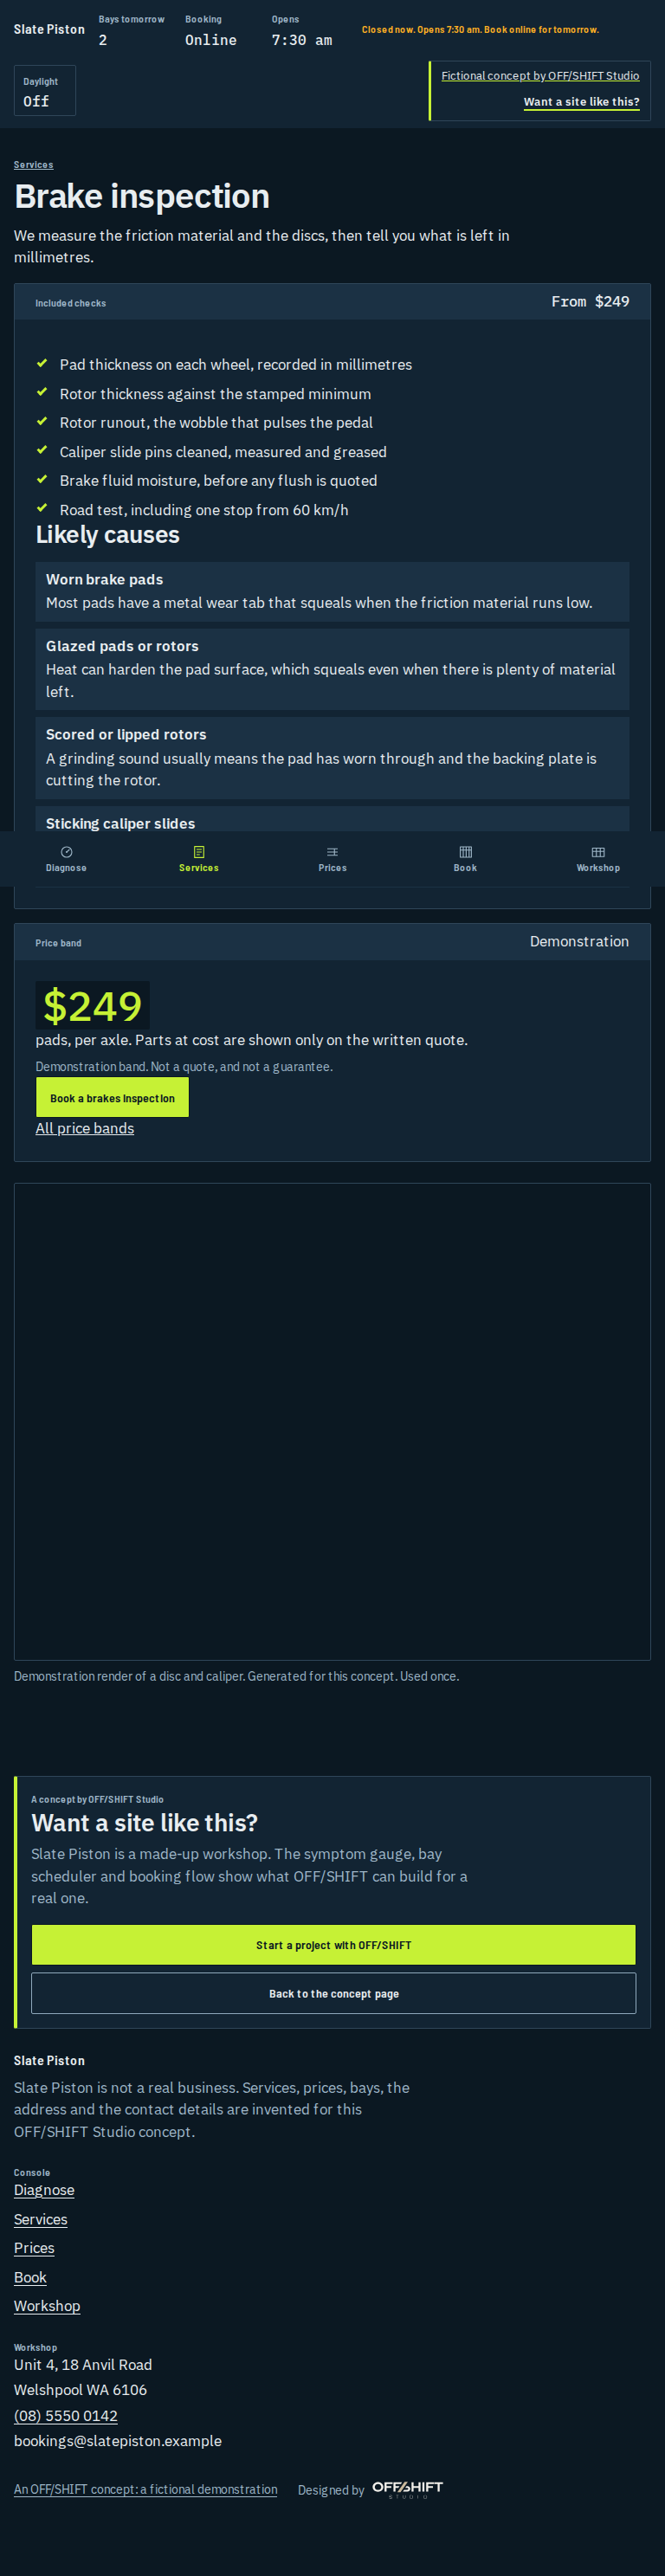 Slate Piston
Bays tomorrow
2
Booking
Online
Opens
7:30 am
Closed now. Opens 7:30 am. Book online for tomorrow.
Daylight
Off
Fictional concept by OFF/SHIFT Studio
Want a site like this?
Services
Brake inspection
We measure the friction material and the discs, then tell you what is left in
millimetres.
Included checks
From $249
Pad thickness on each wheel, recorded in millimetres
Rotor thickness against the stamped minimum
Rotor runout, the wobble that pulses the pedal
Caliper slide pins cleaned, measured and greased
Brake fluid moisture, before any flush is quoted
Road test, including one stop from 60 km/h
Likely causes
Worn brake pads
Most pads have a metal wear tab that squeals when the friction material runs low.
Glazed pads or rotors
Heat can harden the pad surface, which squeals even when there is plenty of material
left.
Scored or lipped rotors
A grinding sound usually means the pad has worn through and the backing plate is
cutting the rotor.
Sticking caliper slides
Diagnose
Services
Prices
Book
Workshop
Price band
Demonstration
$249
pads, per axle. Parts at cost are shown only on the written quote.
Demonstration band. Not a quote, and not a guarantee.
Book a brakes inspection
All price bands
Demonstration render of a disc and caliper. Generated for this concept. Used once.
A concept by OFF/SHIFT Studio
Want a site like this?
Slate Piston is a made-up workshop. The symptom gauge, bay
scheduler and booking flow show what OFF/SHIFT can build for a
real one.
Start a project with OFF/SHIFT
Back to the concept page
Slate Piston
Slate Piston is not a real business. Services, prices, bays, the
address and the contact details are invented for this
OFF/SHIFT Studio concept.
Console
Diagnose
Services
Prices
Book
Workshop
Workshop
Unit 4, 18 Anvil Road
Welshpool WA 6106
(08) 5550 0142
bookings@slatepiston.example
An OFF/SHIFT concept: a fictional demonstration
Designed by
OFF/SHIFT
STUDIO